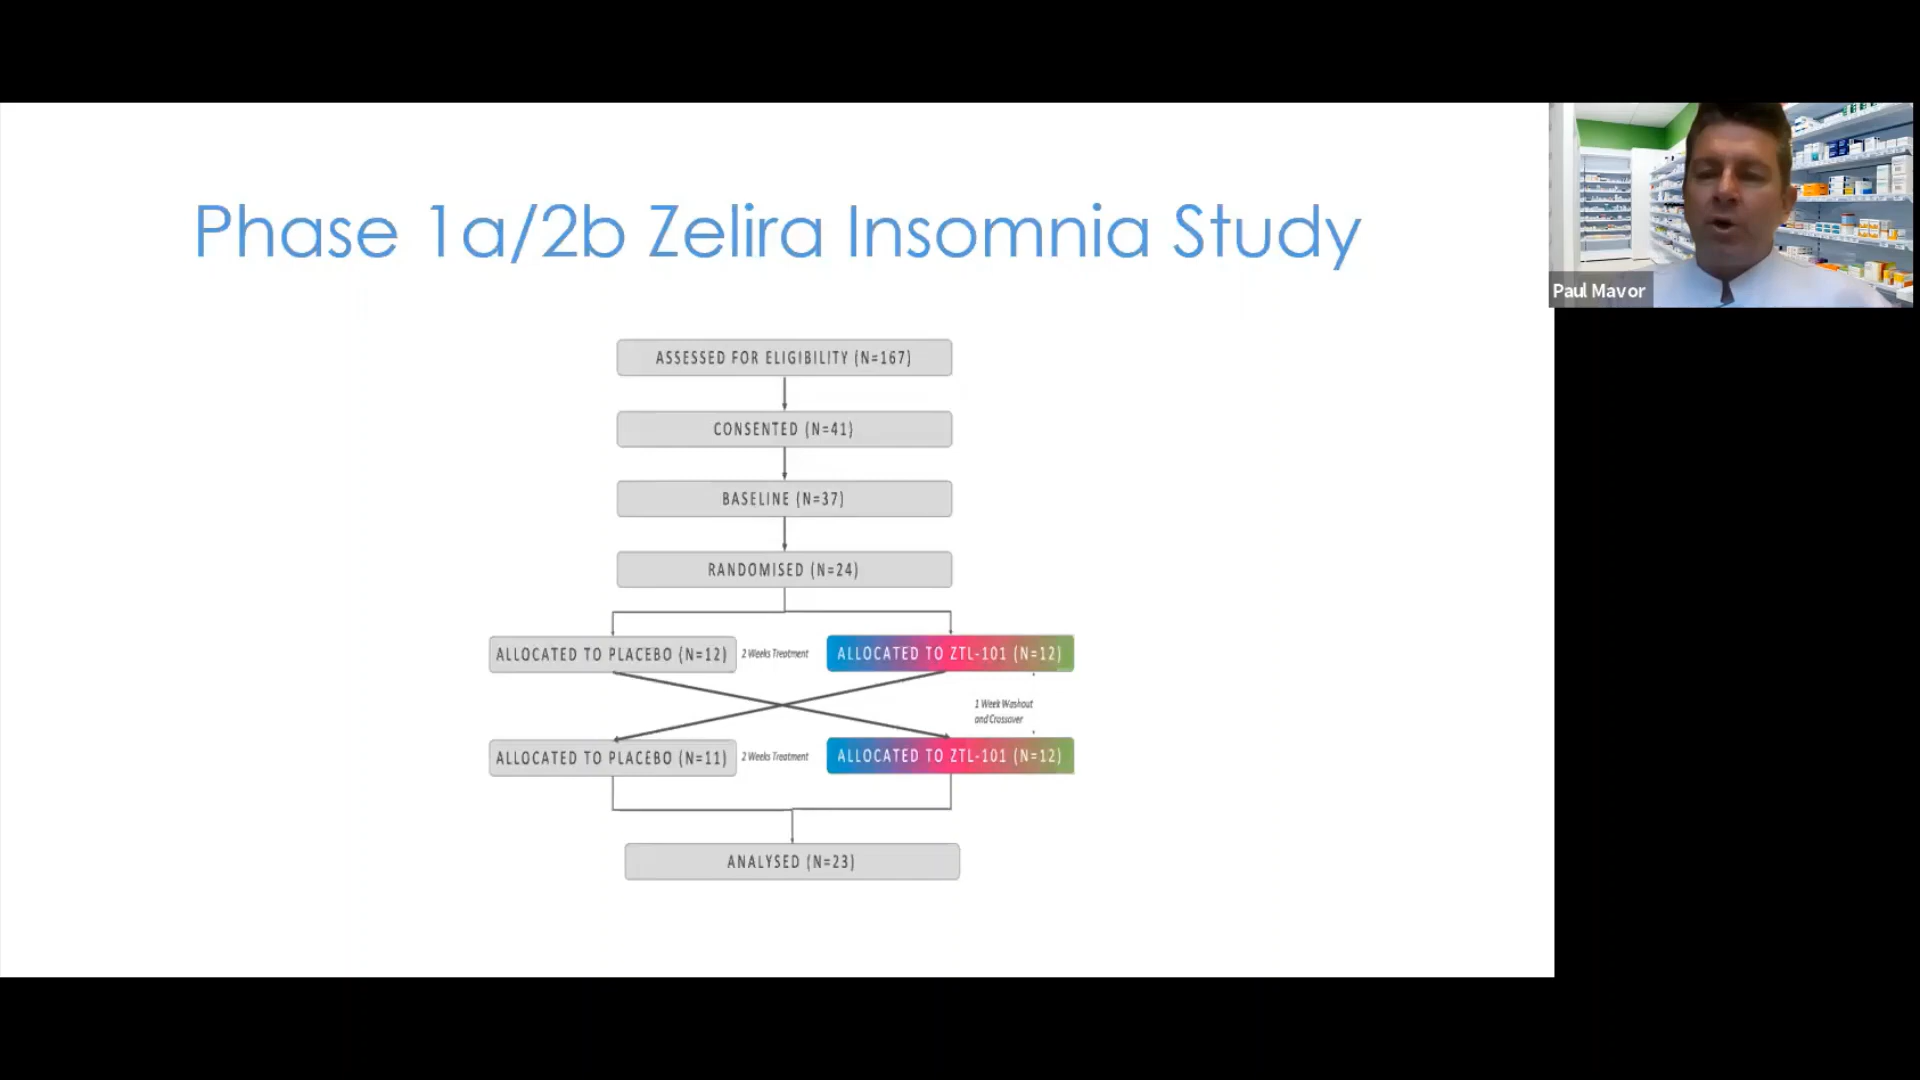 Phase 1a/2b Zelira Insomnia Study
Paul Mavor
ASSESSED FOR ELIGIBILITY (N=167)
CONSENTED (N=41)
BASELINE (N=37)
RANDOMISED (N=24)
ALLOCATED TO PLACEBO (N=12)
2 Weeks Treatment
ALLOCATED TO ZTL-101 (N=12)
1 Week Washout
and Crossover
ALLOCATED TO PLACEBO (N=11)
2 Weeks Treatment
ALLOCATED TO ZTL-101 (N=12)
ANALYSED (N=23)